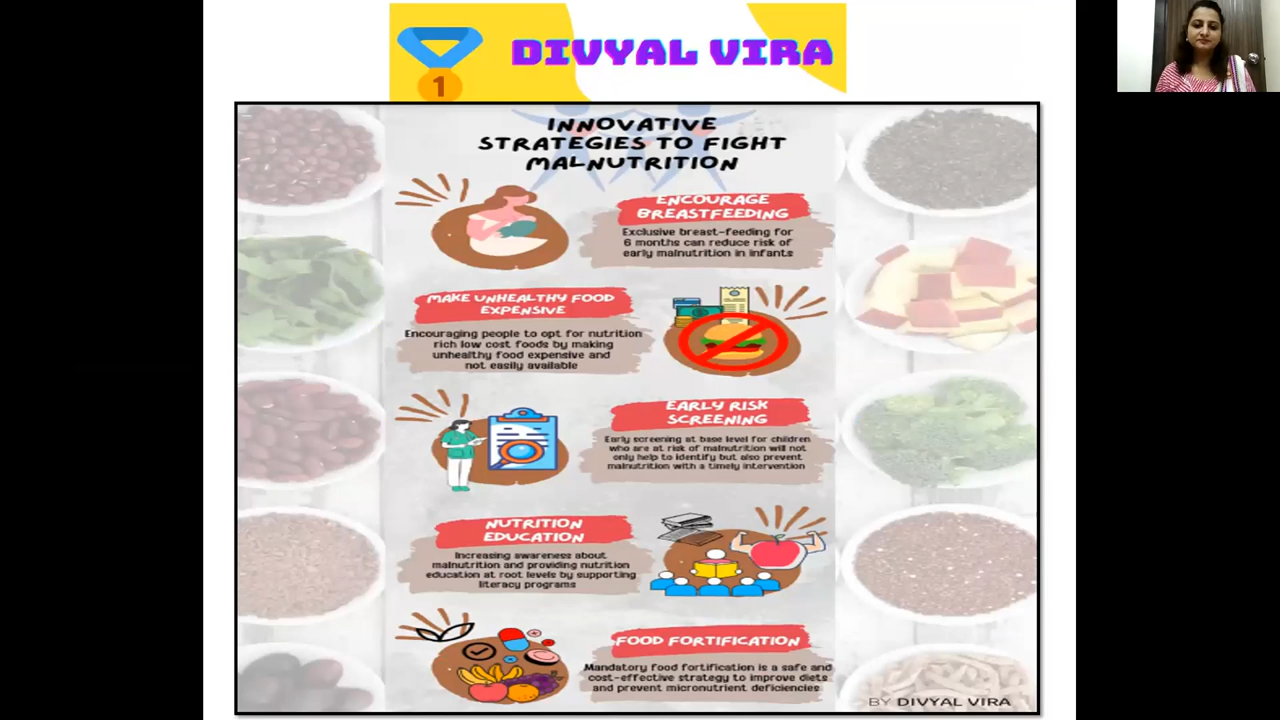 1
DIVYAL VIRA
INNOVATIVE
STRATEGIES TO FIGHT
MALNUTRITION
ENCOURAGE
BREASTFEEDING
Exclusive breast-feeding for
6 months can reduce risk of
early malnutrition in infants
MAKE UNHEALTHY FOOD
EXPENSIVE
Encouraging people to opt for nutrition
rich low cost foods by making
unhealthy food expensive and
not easily available
EARLY RISK
SCREENING
Early screening at base level for children
who are at risk of malnutrition will not
only help to identify but also prevent
malnutrition with a timely intervention
NUTRITION
EDUCATION
Increasing awareness about
malnutrition and providing nutrition
education at root levels by supporting
literacy programs
FOOD FORTIFICATION
Mandatory food fortification is a safe and
cost-effective strategy to improve diets
and prevent micronutrient deficiencies
BY DIVYAL VIRA